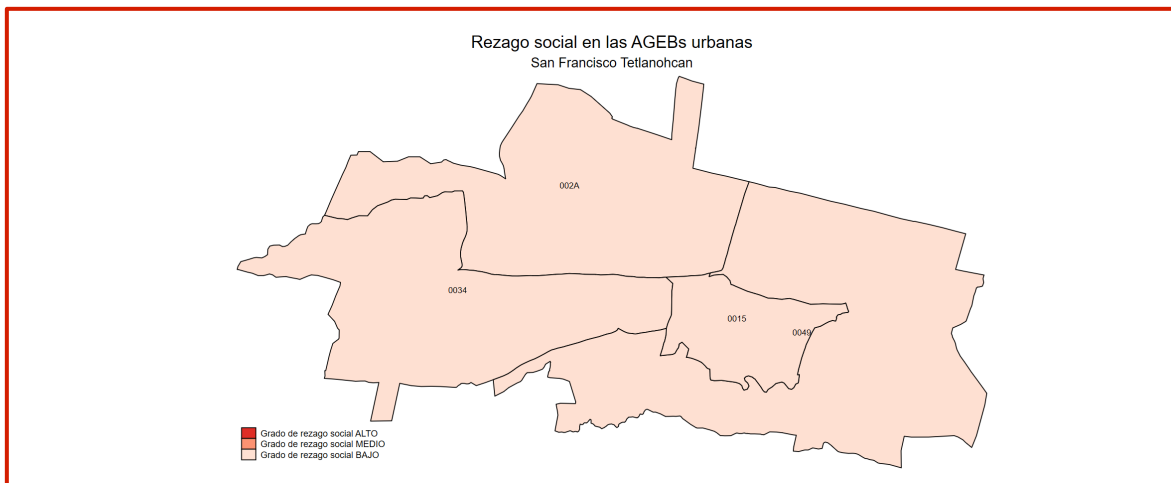 Rezago social en las AGEBs urbanas
San Francisco Tetlanohcan
002A
0034
0015
0049
Grado de rezago social ALTO
Grado de rezago social MEDIO
Grado de rezago social BAJO